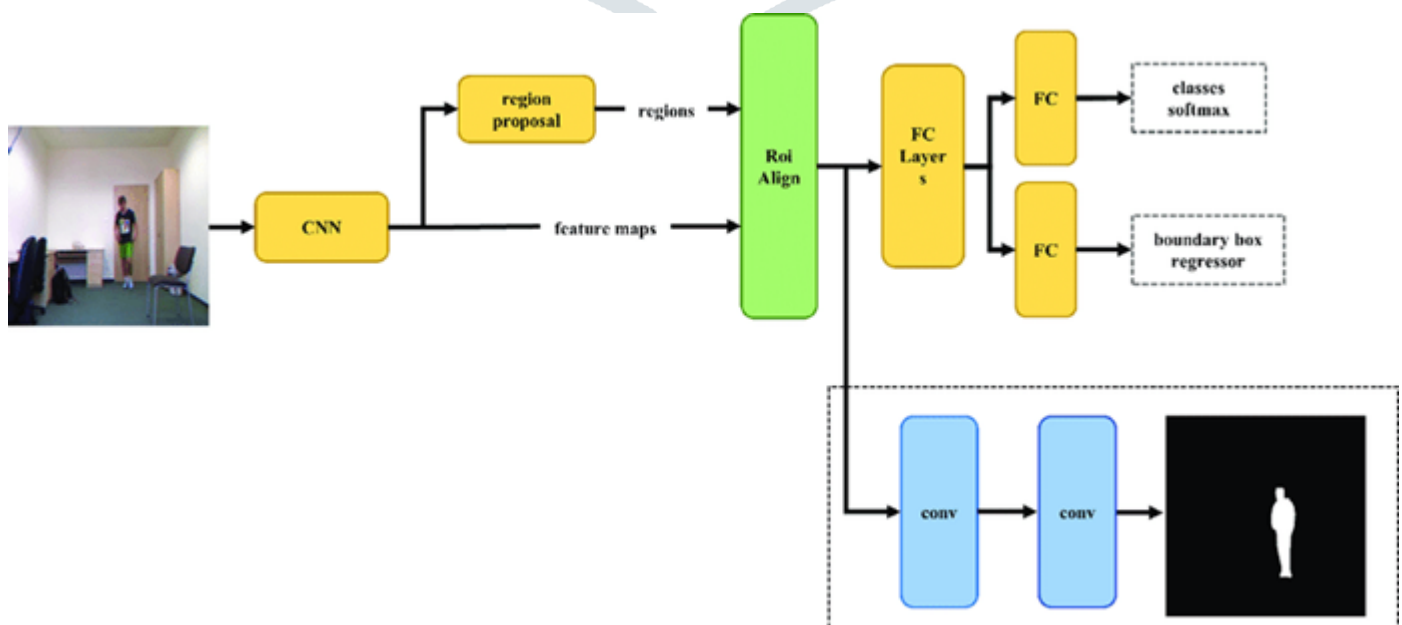 region
proposal
regions
CNN
feature maps
Roi
Align
FC
Layer
s
FC
classes
softmax
FC
boundary box
regressor
conv
conv